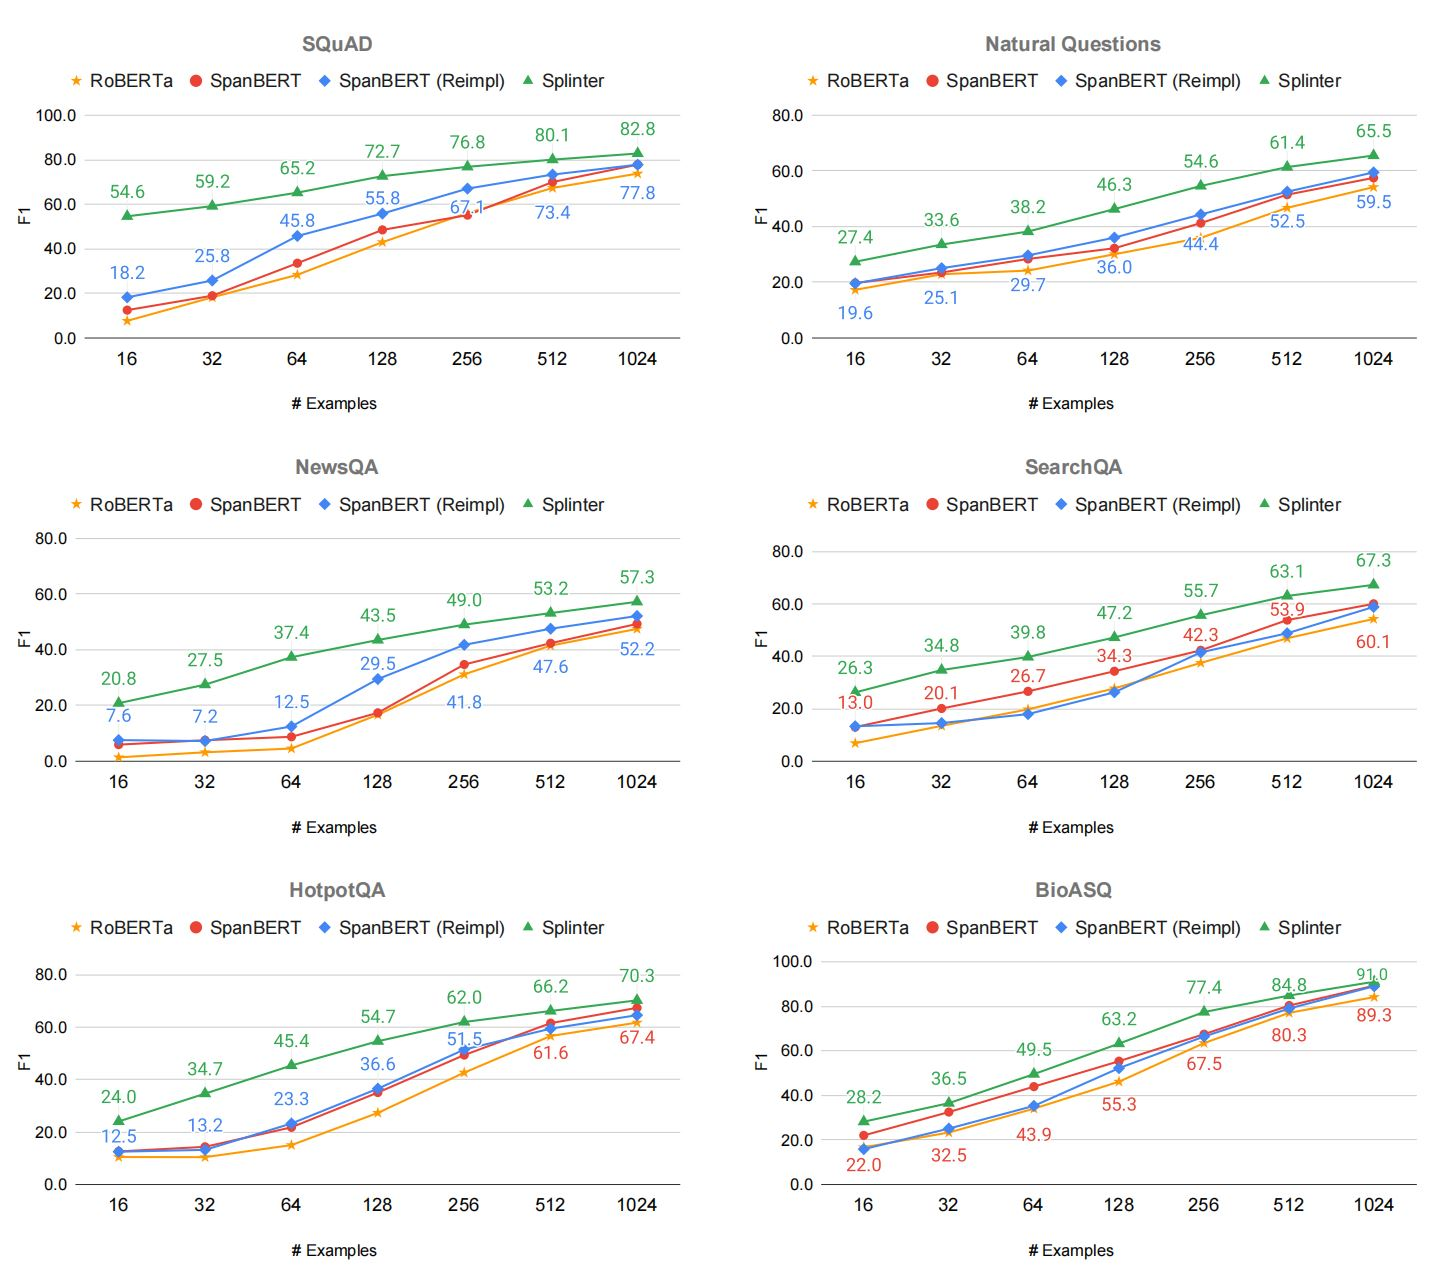 SQuAD
RoBERTa SpanBERT SpanBERT (Reimpl) Splinter
100.0
80.0
60.0
40.0
20.0
0.0
F1
54.6 59.2 65.2 72.7 76.8 80.1 82.8
18.2 25.8 45.8 55.8 67.1 73.4 77.8
16 32 64 128 256 512 1024
# Examples
Natural Questions
RoBERTa SpanBERT SpanBERT (Reimpl) Splinter
80.0
60.0
40.0
20.0
0.0
F1
27.4 33.6 38.2 46.3 54.6 61.4 65.5
19.6 25.1 29.7 36.0 44.4 52.5 59.5
16 32 64 128 256 512 1024
# Examples
NewsQA
RoBERTa SpanBERT SpanBERT (Reimpl) Splinter
80.0
60.0
40.0
20.0
0.0
F1
20.8 27.5 37.4 43.5 49.0 53.2 57.3
7.6 7.2 12.5 29.5 41.8 47.6 52.2
16 32 64 128 256 512 1024
# Examples
SearchQA
RoBERTa SpanBERT SpanBERT (Reimpl) Splinter
80.0
60.0
40.0
20.0
0.0
F1
26.3 34.8 39.8 47.2 55.7 63.1 67.3
13.0 20.1 26.7 34.3 42.3 53.9 60.1
16 32 64 128 256 512 1024
# Examples
HotpotQA
RoBERTa SpanBERT SpanBERT (Reimpl) Splinter
80.0
60.0
40.0
20.0
0.0
F1
24.0 34.7 45.4 54.7 62.0 66.2 70.3
12.5 13.2 23.3 36.6 51.5 61.6 67.4
16 32 64 128 256 512 1024
# Examples
BioASQ
RoBERTa SpanBERT SpanBERT (Reimpl) Splinter
100.0
80.0
60.0
40.0
20.0
0.0
F1
28.2 36.5 49.5 63.2 77.4 84.8 91.0
22.0 32.5 43.9 55.3 67.5 80.3 89.3
16 32 64 128 256 512 1024
# Examples